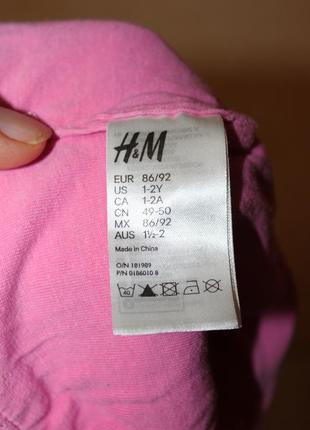 H&M
EUR 86/92
US 1-2Y
CA 1-2A
CN 49-50
MX 86/92
AUS 1½-2
Made in China
O/N 181989
P/N 0186010 8
40